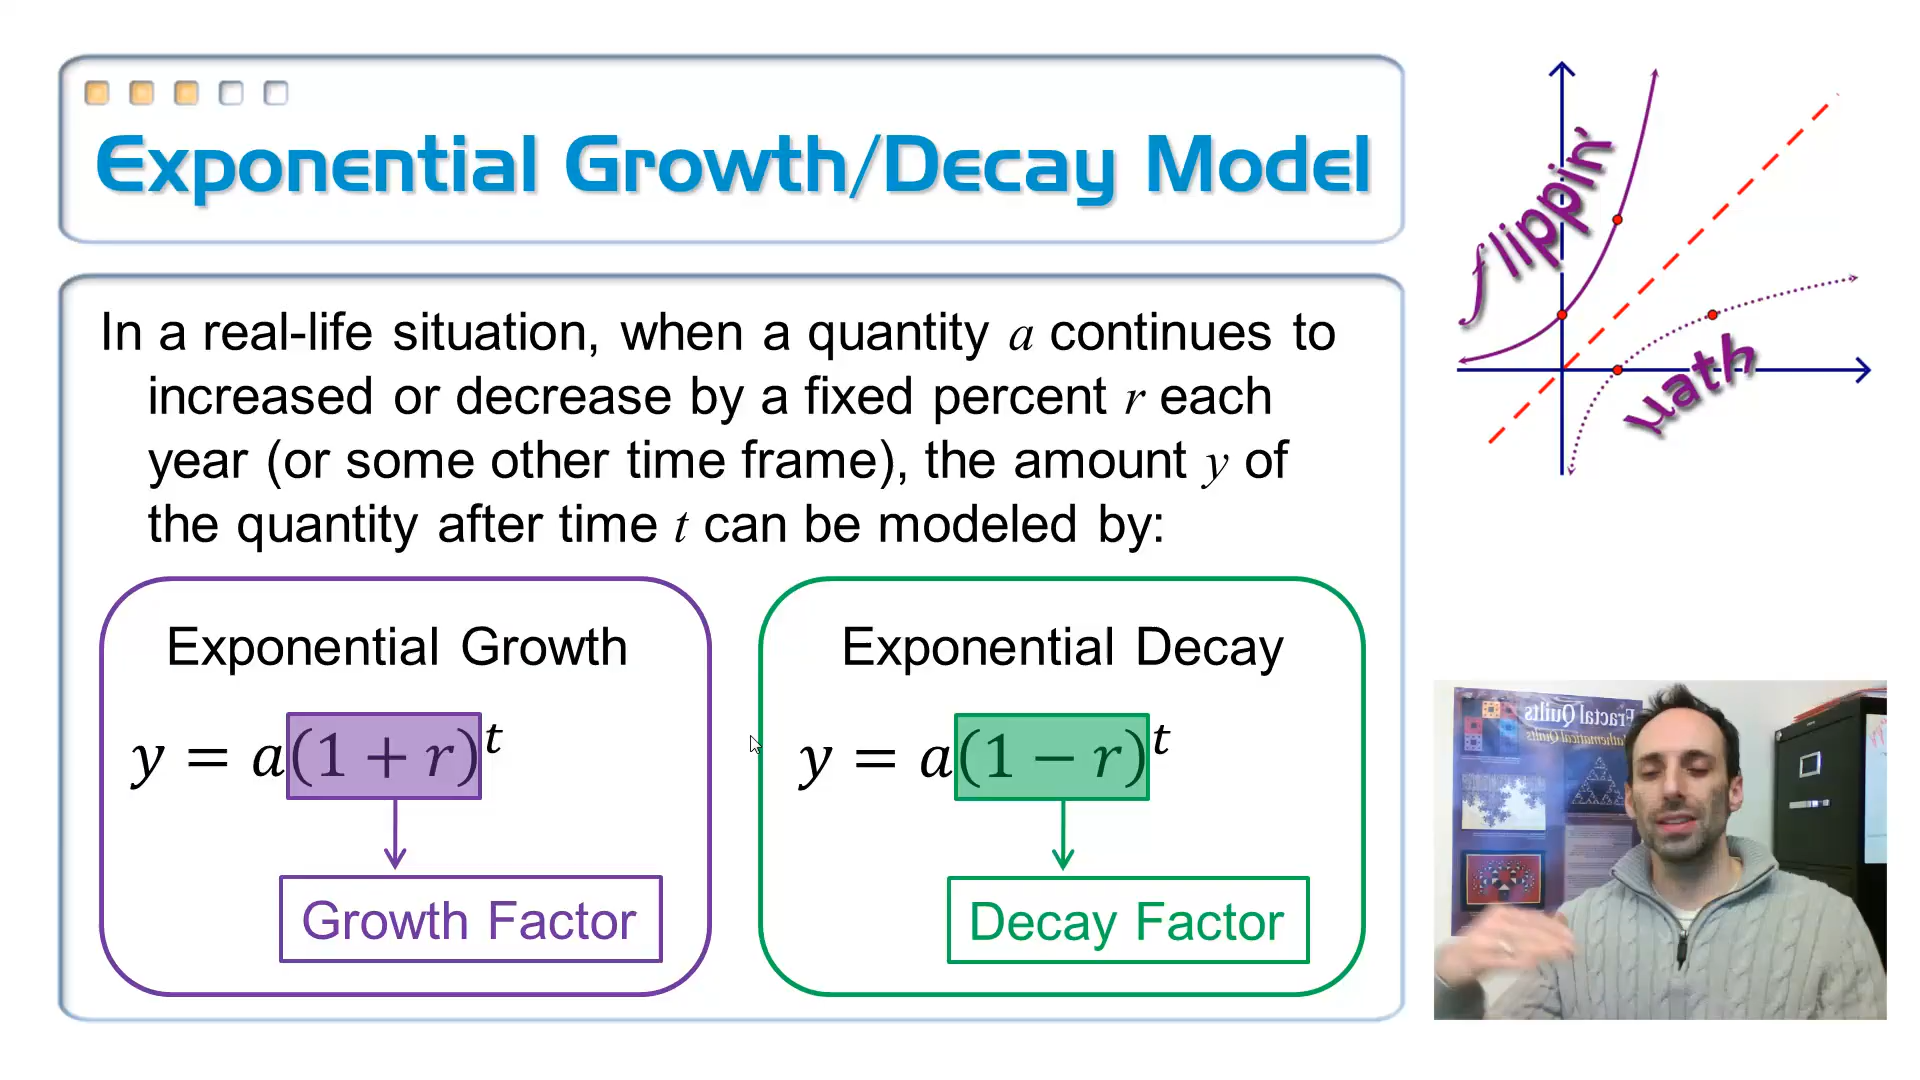 Exponential Growth/Decay Model
In a real-life situation, when a quantity a continues to
increased or decrease by a fixed percent r each
year (or some other time frame), the amount y of
the quantity after time t can be modeled by:
Exponential Growth
y = a(1 + r)^t
Growth Factor
Exponential Decay
y = a(1 − r)^t
Decay Factor
flippin'
math
Fractal Quilts
Mathematical Quilts